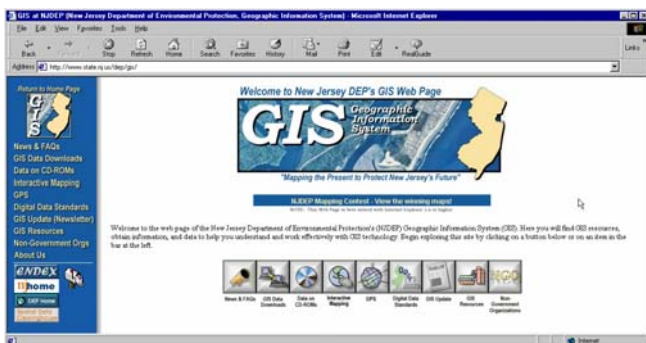 GIS at NJDEP (New Jersey Department of Environmental Protection, Geographic Information System) - Microsoft Internet Explorer
File Edit View Favorites Tools Help
Back Forward Stop Refresh Home Search Favorites History Mail Print Edit RealGuide Links
Address http://www.state.nj.us/dep/gis/
Return to Home Page
GIS
News & FAQs
GIS Data Downloads
Data on CD-ROMs
Interactive Mapping
GPS
Digital Data Standards
GIS Update (Newsletter)
GIS Resources
Non-Government Orgs
About Us
ENDEX
home
DEP Home
Welcome to New Jersey DEP's GIS Web Page
GIS Geographic Information System
"Mapping the Present to Protect New Jersey's Future"
NJDEP Mapping Contest - View the winning maps!
Welcome to the web page of the New Jersey Department of Environmental Protection's (NJDEP) Geographic Information System (GIS). Here you will find GIS resources,
obtain information, and data to help you understand and work effectively with GIS technology. Begin exploring this site by clicking on a button below or on an item in the
bar at the left.
NGO
News & FAQs
GIS Data Downloads
Data on CD-ROMs
Interactive Mapping
GPS
Digital Data Standards
GIS Update
GIS Resources
Non-Government Organizations
Internet